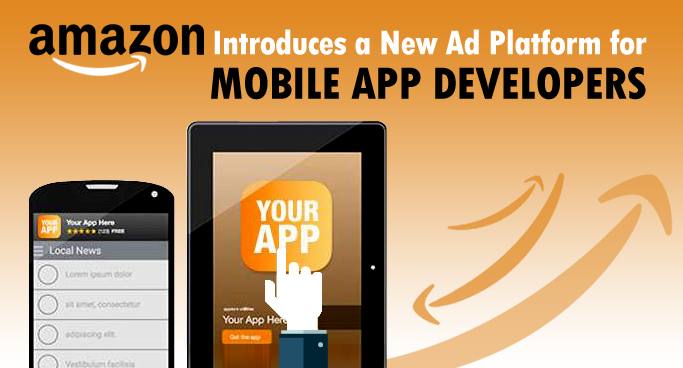 amazon Introduces a New Ad Platform for
MOBILE APP DEVELOPERS
YOUR APP
Your App Here
(123) FREE
Local News
Lorem ipsum dolor
sit amet, consectetur
adipiscing elit.
Vestibulum facilisis
YOUR
APP
Your App Here
Get the app